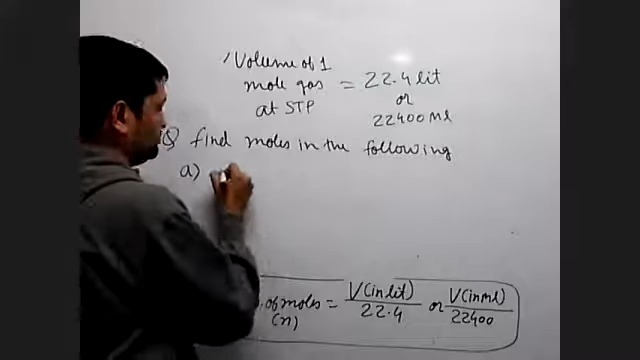 Volume of 1
mole gas = 22.4 lit
at STP or
22400 Ml
Q find moles in the following
a)
of moles = V(in lit) / 22.4 or V(in ml) / 22400
(n)